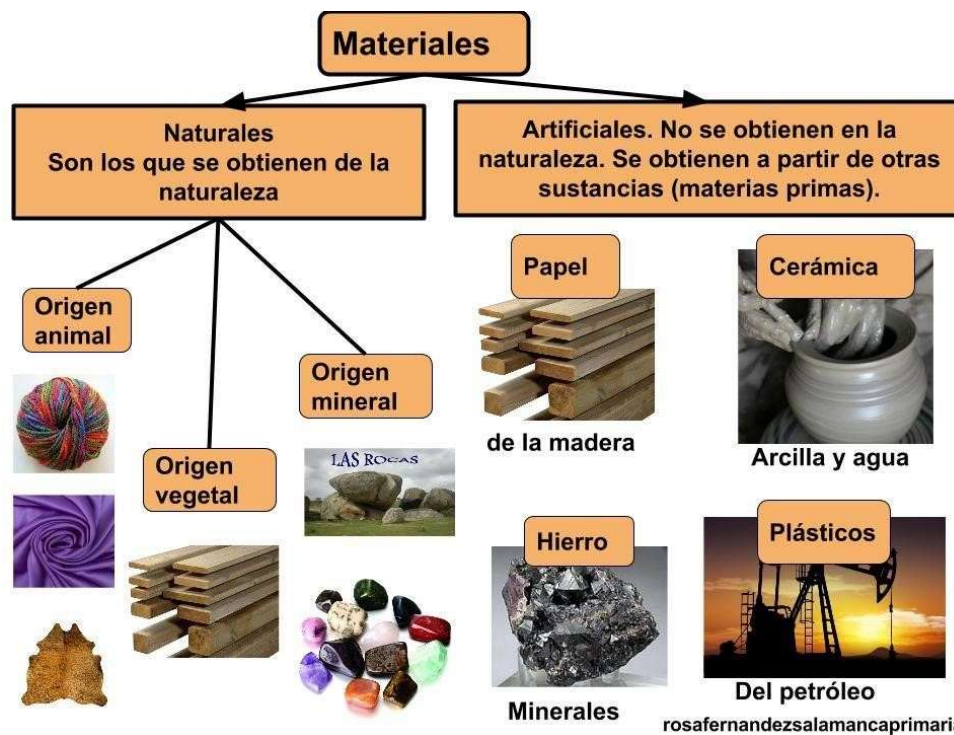 Materiales
Naturales
Son los que se obtienen de la
naturaleza
Artificiales. No se obtienen en la
naturaleza. Se obtienen a partir de otras
sustancias (materias primas).
Origen
animal
Origen
vegetal
Origen
mineral
LAS ROCAS
Papel
de la madera
Cerámica
Arcilla y agua
Hierro
Minerales
Plásticos
Del petróleo
rosafernandezsalamancaprimaria